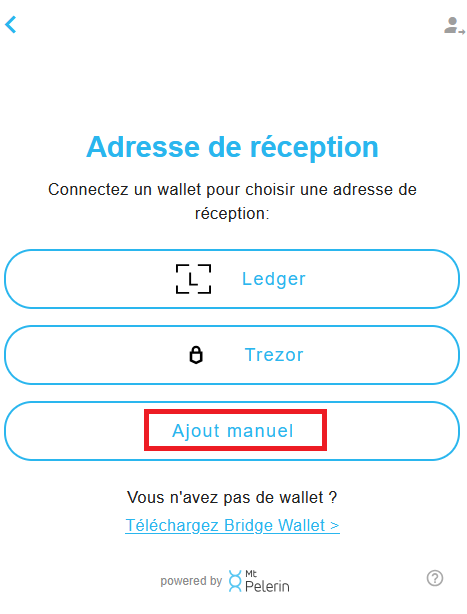 Adresse de réception
Connectez un wallet pour choisir une adresse de
réception:
Ledger
Trezor
Ajout manuel
Vous n'avez pas de wallet ?
Téléchargez Bridge Wallet >
powered by Mt Pelerin